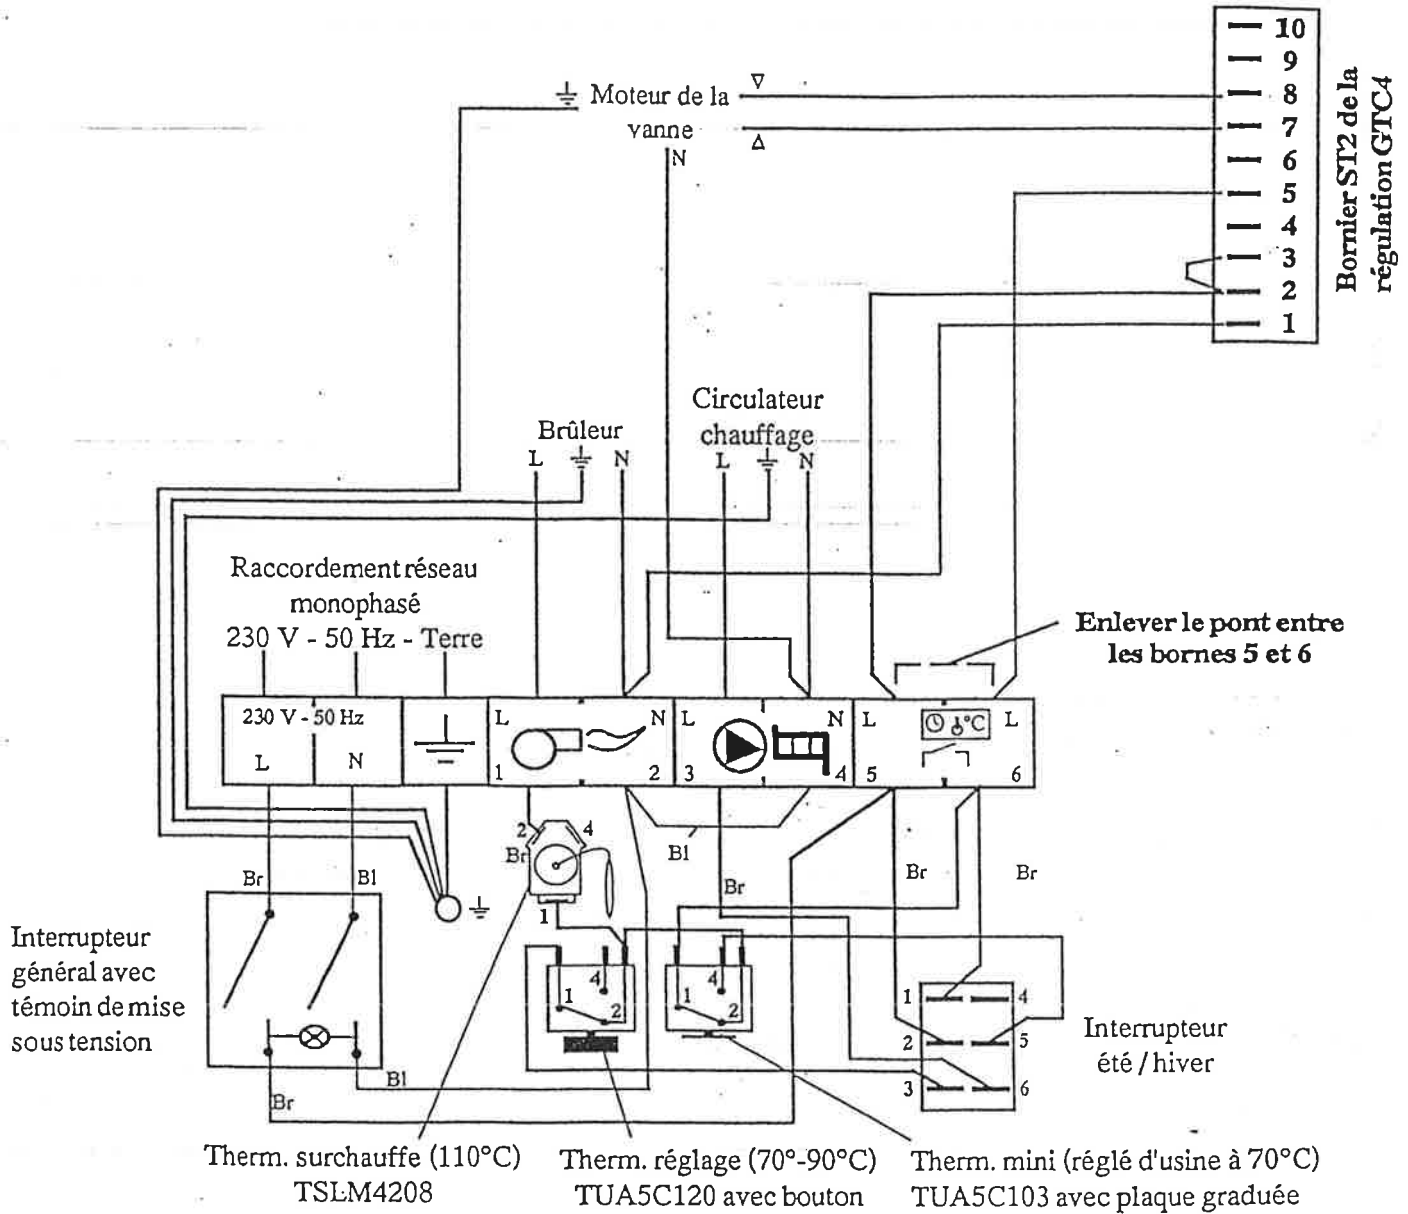 10
9
8
7
6
5
4
3
2
1
Bornier ST2 de la
régulation GTC4
Moteur de la
vanne
N
Circulateur
chauffage
L N
Brûleur
L N
Raccordement réseau
monophasé
230 V - 50 Hz - Terre
Enlever le pont entre
les bornes 5 et 6
230 V - 50 Hz
L N
L N
1 2
L N
3 4
L °C L
5 6
2 4
Br
1
Bl
Br
Br
Br
Br Bl
Interrupteur
général avec
témoin de mise
sous tension
4
1 2
4
1 2
1 4
2 5
3 6
Interrupteur
été / hiver
Bl
Br
Therm. surchauffe (110°C)
TSLM4208
Therm. réglage (70°-90°C)
TUA5C120 avec bouton
Therm. mini (réglé d'usine à 70°C)
TUA5C103 avec plaque graduée